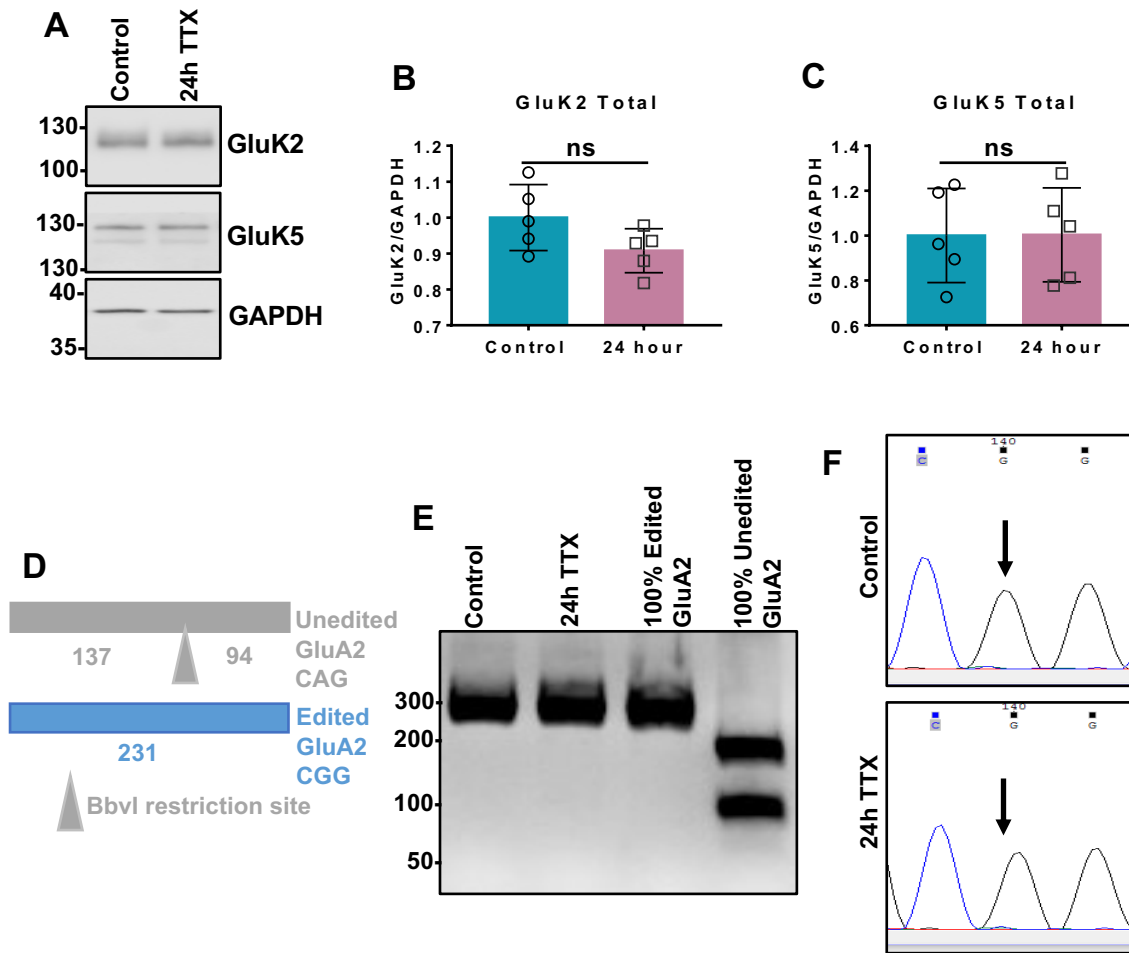 A
Control
24h TTX
130
100
GluK2
130
130
GluK5
40
35
GAPDH
B
GluK2 Total
ns
GluK2/GAPDH
1.2
1.1
1.0
0.9
0.8
0.7
Control
24 hour
C
GluK5 Total
ns
GluK5/GAPDH
1.4
1.2
1.0
0.8
0.6
Control
24 hour
D
Unedited
GluA2
CAG
137
94
Edited
GluA2
CGG
231
BbvI restriction site
E
Control
24h TTX
100% Edited
GluA2
100% Unedited
GluA2
300
200
100
50
F
Control
140
C G G
24h TTX
140
C G G